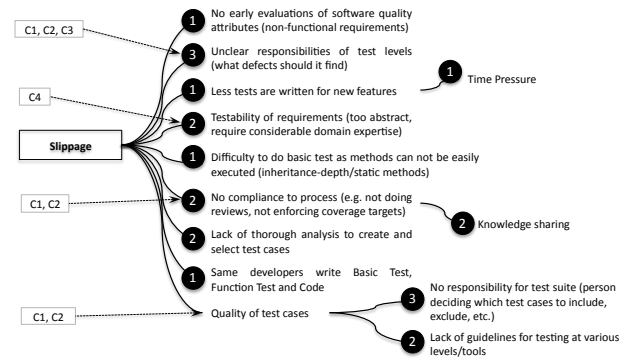 1 No early evaluations of software quality
attributes (non-functional requirements)
C1, C2, C3
3 Unclear responsibilities of test levels
(what defects should it find)
1 Less tests are written for new features
1 Time Pressure
C4
2 Testability of requirements (too abstract,
require considerable domain expertise)
Slippage
1 Difficulty to do basic test as methods can not be easily
executed (inheritance-depth/static methods)
C1, C2
2 No compliance to process (e.g. not doing
reviews, not enforcing coverage targets)
2 Knowledge sharing
2 Lack of thorough analysis to create and
select test cases
1 Same developers write Basic Test,
Function Test and Code
C1, C2
Quality of test cases
3 No responsibility for test suite (person
deciding which test cases to include,
exclude, etc.)
2 Lack of guidelines for testing at various
levels/tools